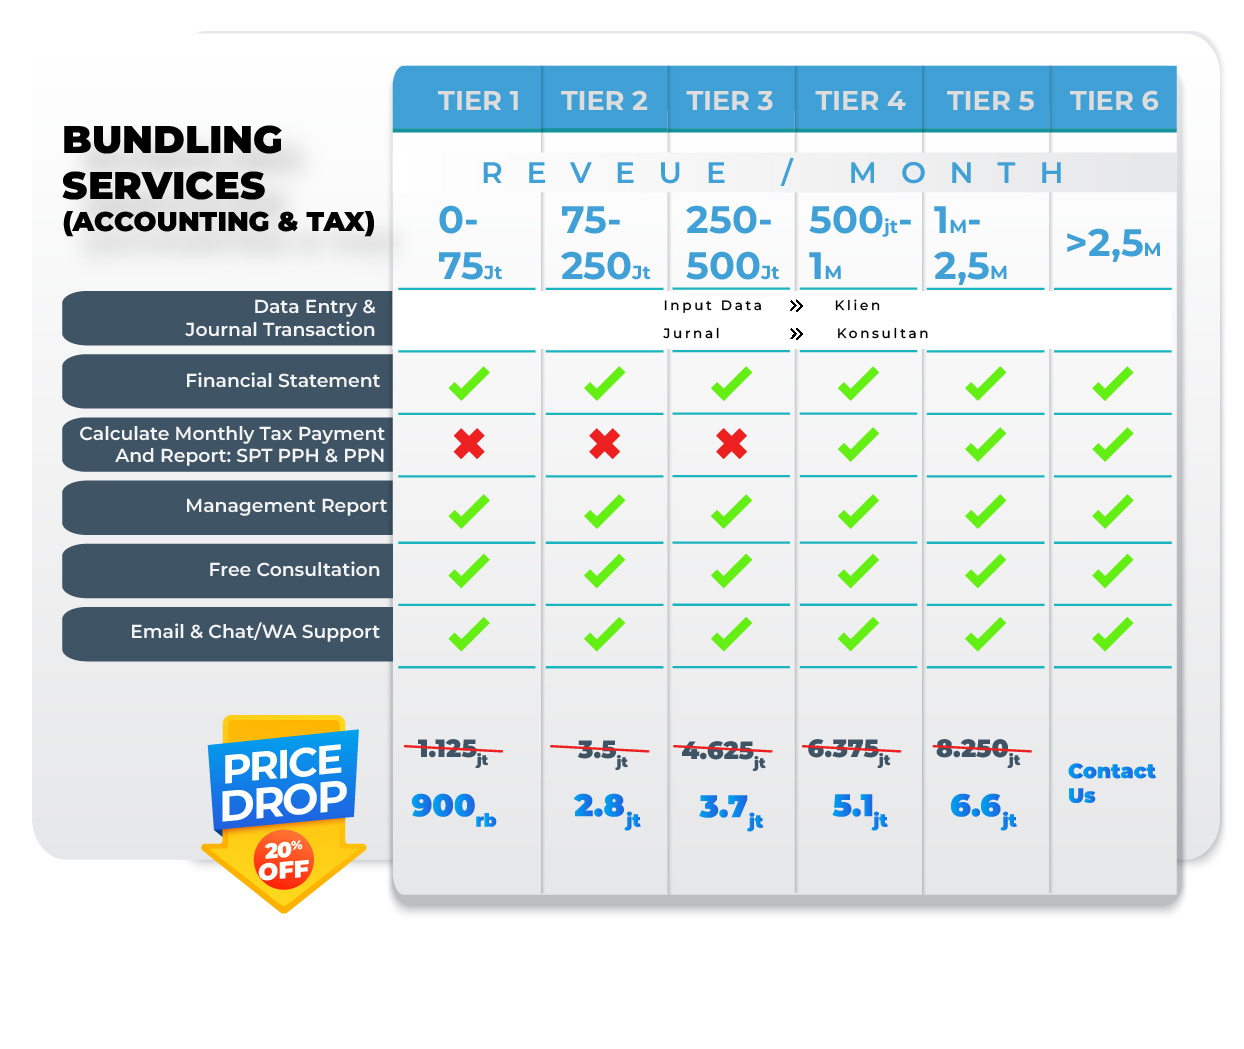 BUNDLING
SERVICES
(ACCOUNTING & TAX)
TIER 1 TIER 2 TIER 3 TIER 4 TIER 5 TIER 6
REVEUE / MONTH
0- 75- 250- 500jt- 1M- >2,5M
75Jt 250Jt 500Jt 1M 2,5M
Data Entry &
Journal Transaction
Input Data » Klien
Jurnal » Konsultan
Financial Statement
Calculate Monthly Tax Payment
And Report: SPT PPH & PPN
Management Report
Free Consultation
Email & Chat/WA Support
PRICE
DROP
20%
OFF
1.125jt 3.5jt 4.625jt 6.375jt 8.250jt
900rb 2.8jt 3.7jt 5.1jt 6.6jt
Contact
Us